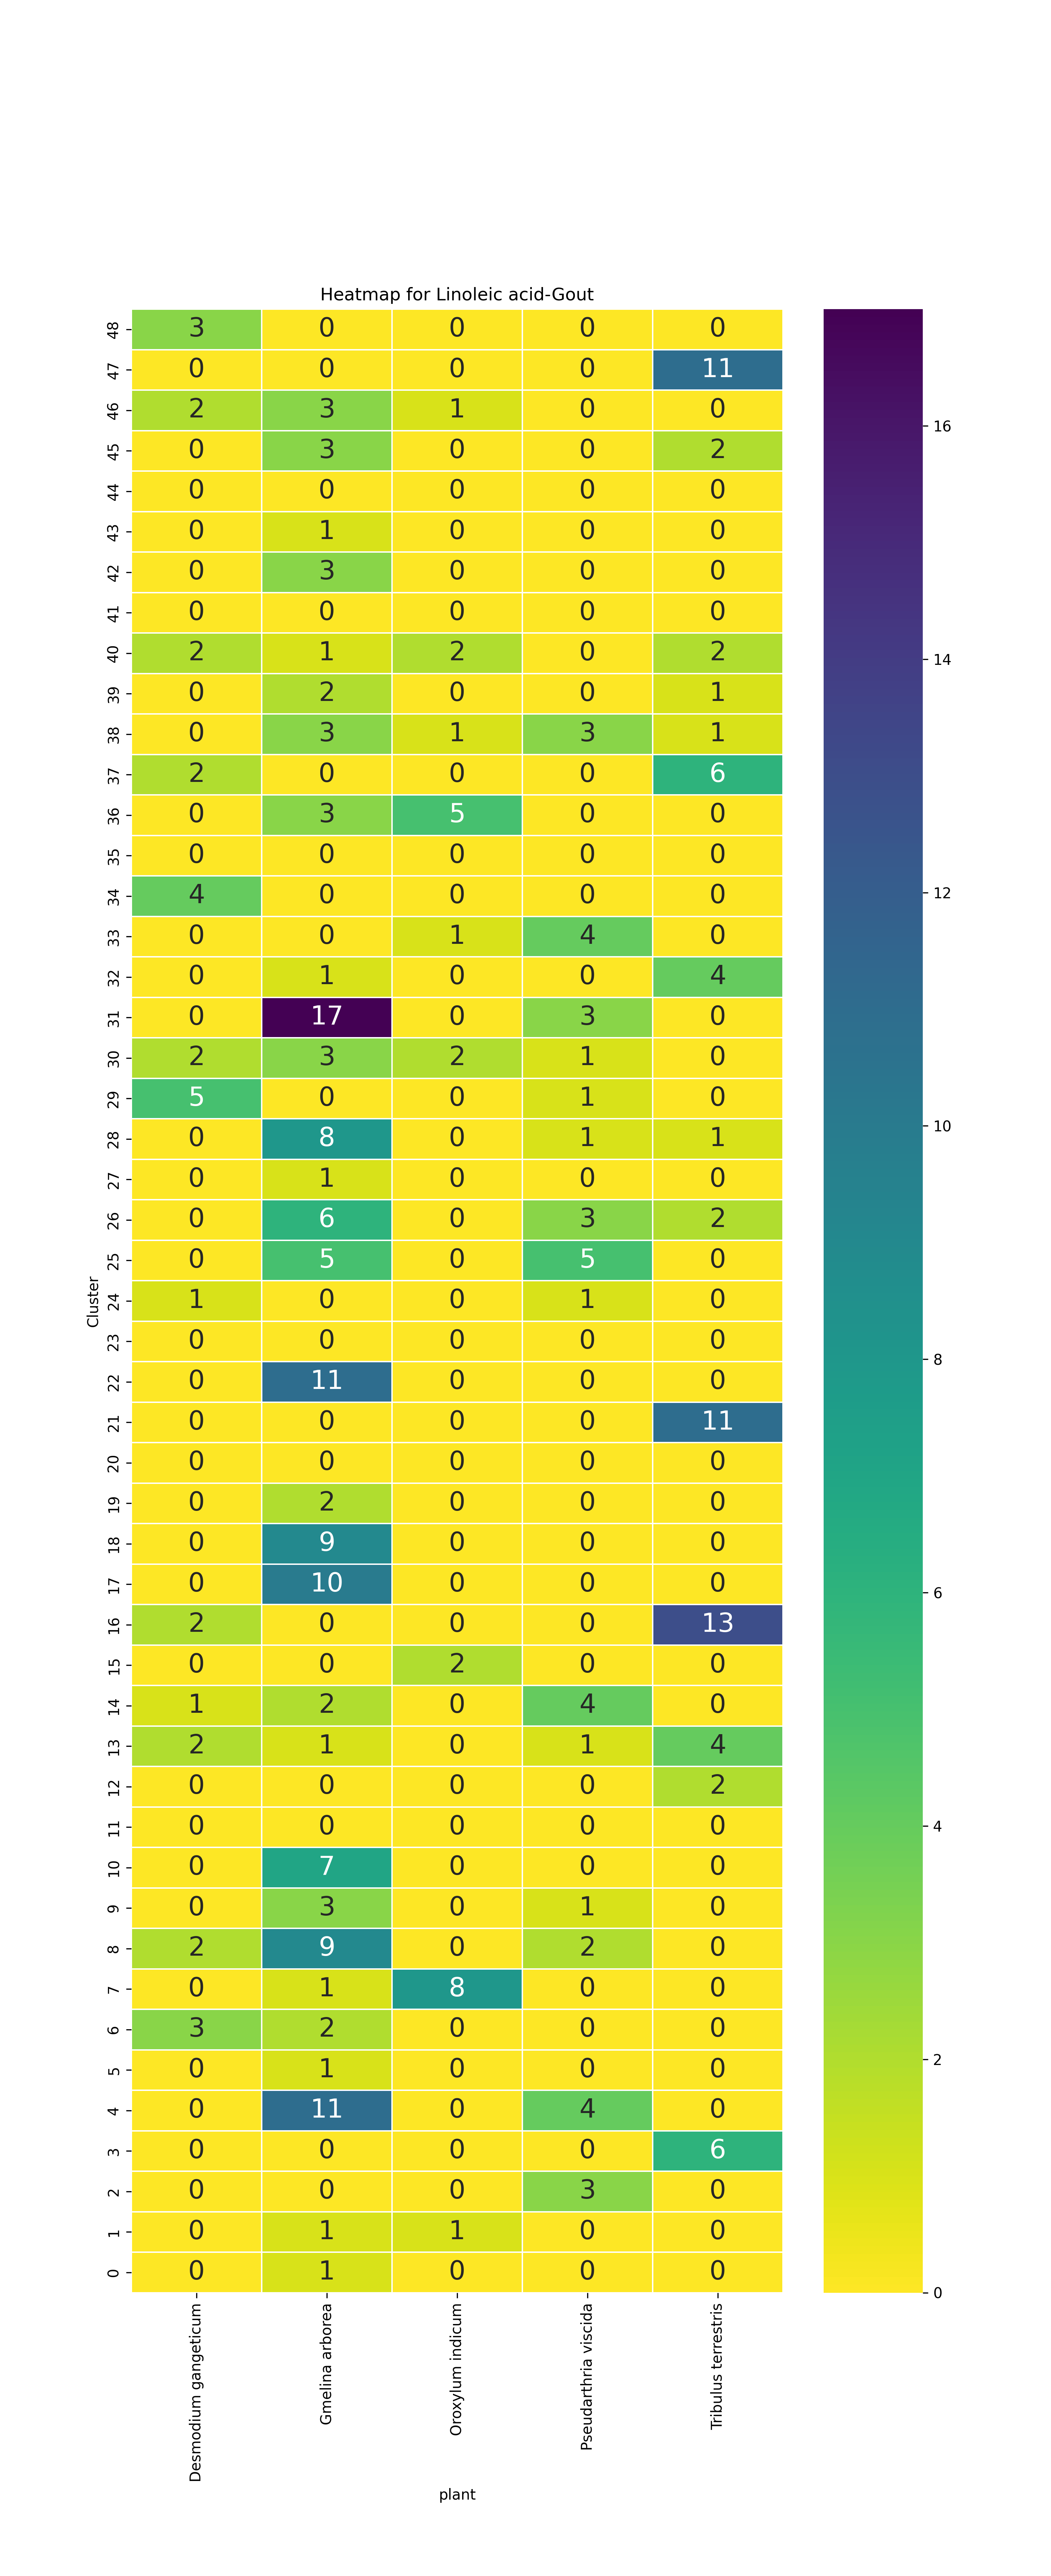 Heatmap for Linoleic acid-Gout
48 3 0 0 0 0
47 0 0 0 0 11
46 2 3 1 0 0
45 0 3 0 0 2
44 0 0 0 0 0
43 0 1 0 0 0
42 0 3 0 0 0
41 0 0 0 0 0
40 2 1 2 0 2
39 0 2 0 0 1
38 0 3 1 3 1
37 2 0 0 0 6
36 0 3 5 0 0
35 0 0 0 0 0
34 4 0 0 0 0
33 0 0 1 4 0
32 0 1 0 0 4
31 0 17 0 3 0
30 2 3 2 1 0
29 5 0 0 1 0
28 0 8 0 1 1
27 0 1 0 0 0
26 0 6 0 3 2
25 0 5 0 5 0
24 1 0 0 1 0
23 0 0 0 0 0
22 0 11 0 0 0
21 0 0 0 0 11
20 0 0 0 0 0
19 0 2 0 0 0
18 0 9 0 0 0
17 0 10 0 0 0
16 2 0 0 0 13
15 0 0 2 0 0
14 1 2 0 4 0
13 2 1 0 1 4
12 0 0 0 0 2
11 0 0 0 0 0
10 0 7 0 0 0
9 0 3 0 1 0
8 2 9 0 2 0
7 0 1 8 0 0
6 3 2 0 0 0
5 0 1 0 0 0
4 0 11 0 4 0
3 0 0 0 0 6
2 0 0 0 3 0
1 0 1 1 0 0
0 0 1 0 0 0
Cluster
Desmodium gangeticum
Gmelina arborea
Oroxylum indicum
Pseudarthria viscida
Tribulus terrestris
plant
16
14
12
10
8
6
4
2
0